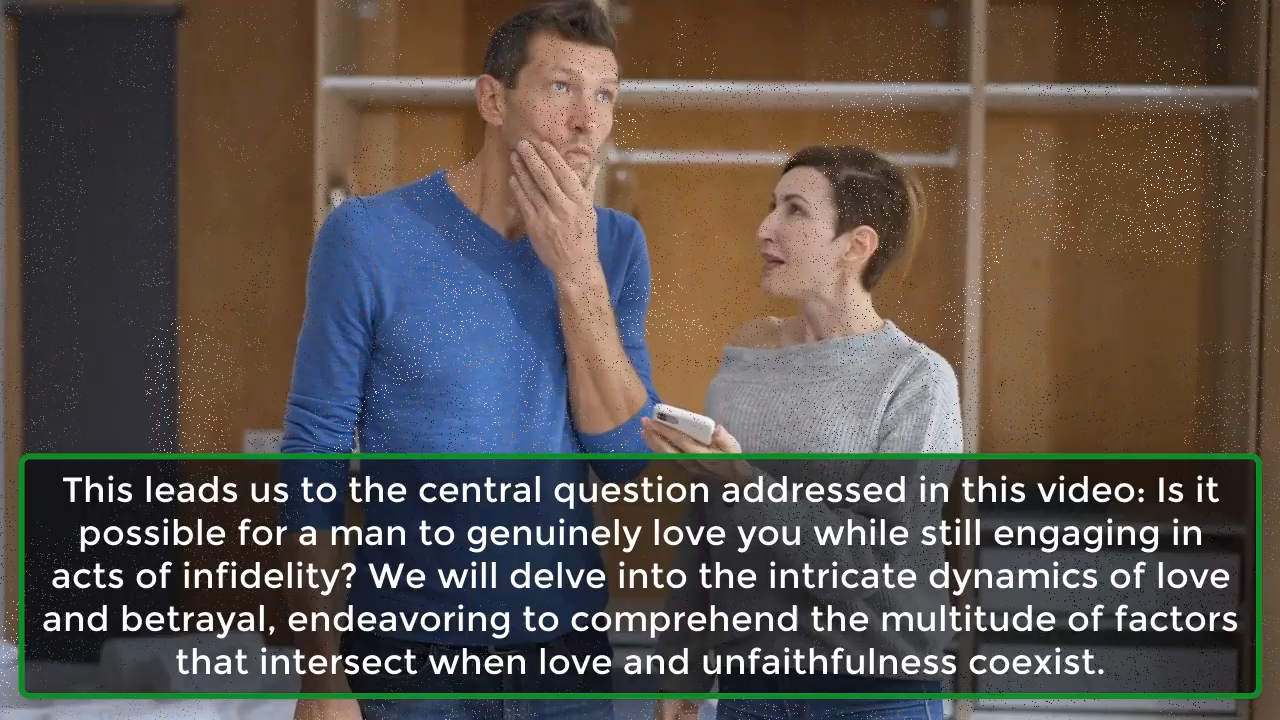 This leads us to the central question addressed in this video: Is it
possible for a man to genuinely love you while still engaging in
acts of infidelity? We will delve into the intricate dynamics of love
and betrayal, endeavoring to comprehend the multitude of factors
that intersect when love and unfaithfulness coexist.